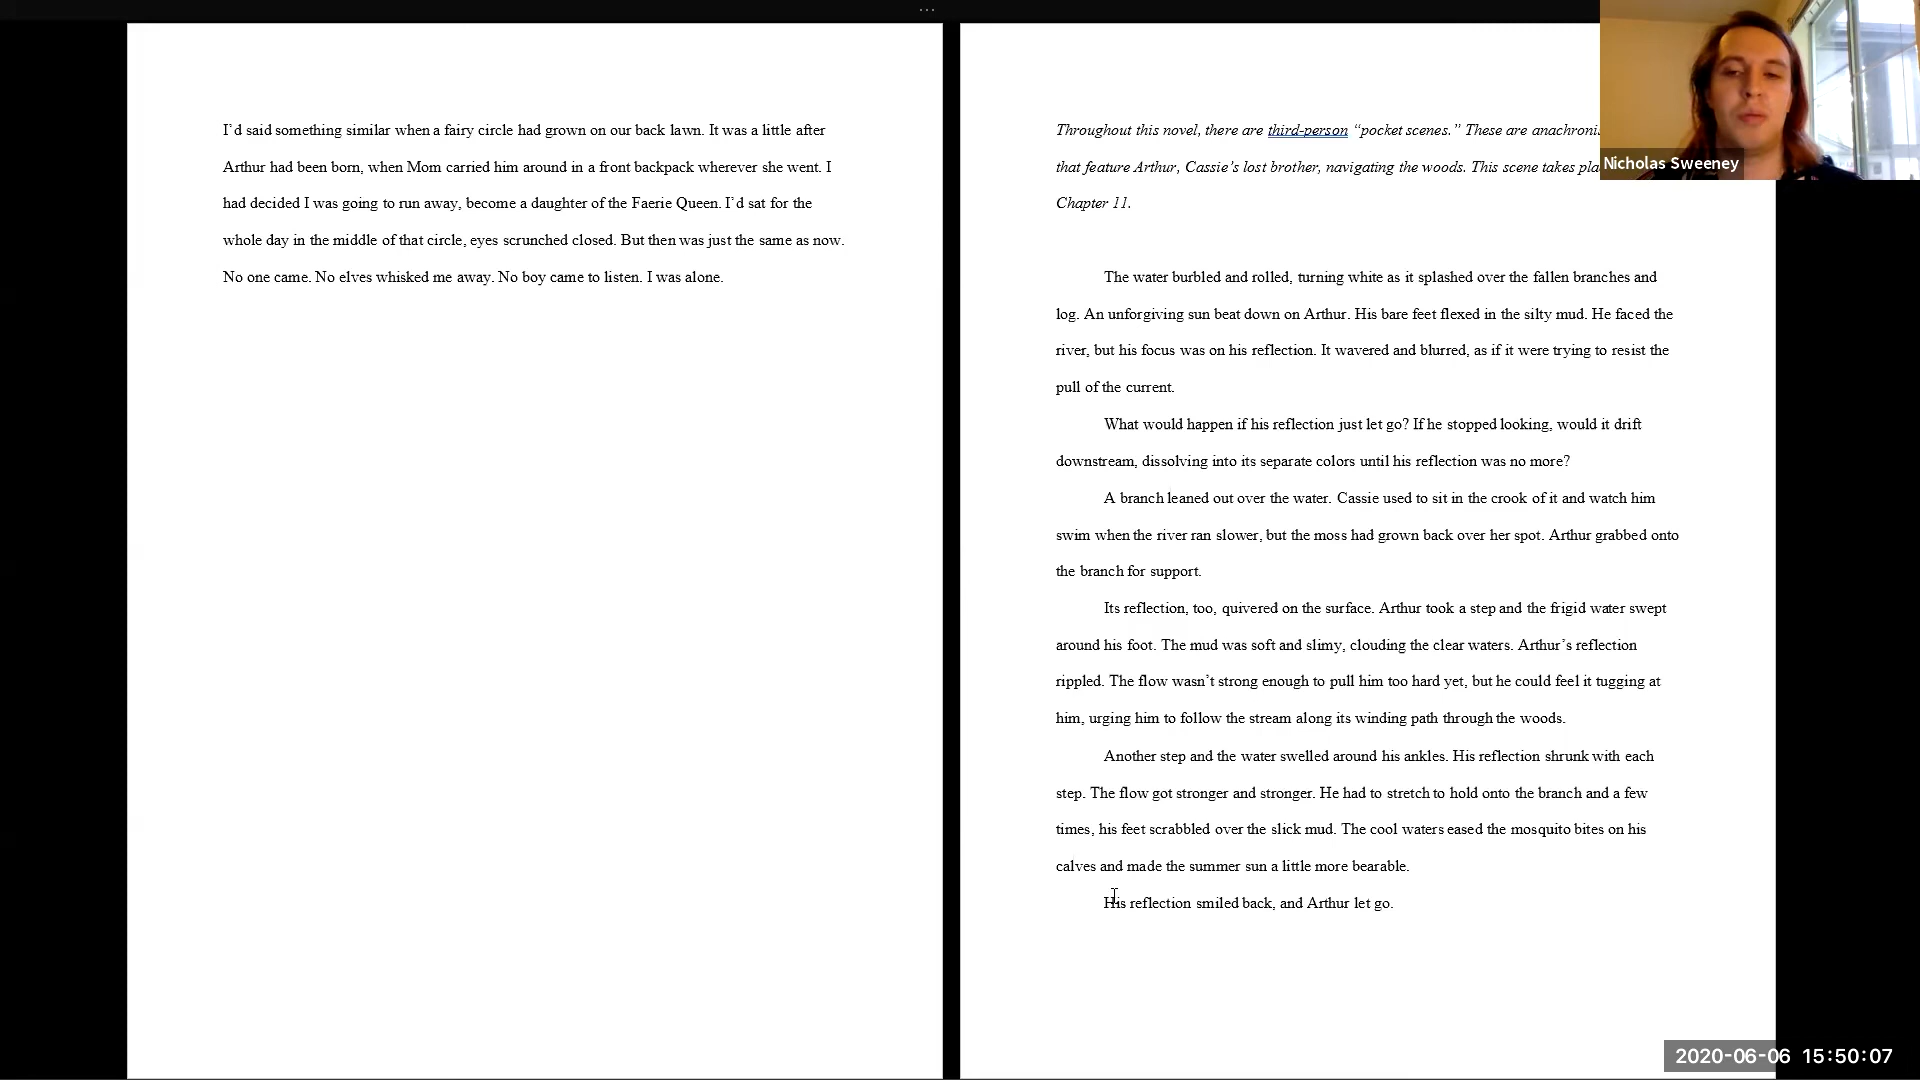 I’d said something similar when a fairy circle had grown on our back lawn. It was a little after
Arthur had been born, when Mom carried him around in a front backpack wherever she went. I
had decided I was going to run away, become a daughter of the Faerie Queen. I’d sat for the
whole day in the middle of that circle, eyes scrunched closed. But then was just the same as now.
No one came. No elves whisked me away. No boy came to listen. I was alone.
Throughout this novel, there are third-person “pocket scenes.” These are
that feature Arthur, Cassie’s lost brother, navigating the woods. This scene takes
Chapter 11.
The water burbled and rolled, turning white as it splashed over the fallen branches and
log. An unforgiving sun beat down on Arthur. His bare feet flexed in the silty mud. He faced the
river, but his focus was on his reflection. It wavered and blurred, as if it were trying to resist the
pull of the current.
What would happen if his reflection just let go? If he stopped looking, would it drift
downstream, dissolving into its separate colors until his reflection was no more?
A branch leaned out over the water. Cassie used to sit in the crook of it and watch him
swim when the river ran slower, but the moss had grown back over her spot. Arthur grabbed onto
the branch for support.
Its reflection, too, quivered on the surface. Arthur took a step and the frigid water swept
around his foot. The mud was soft and slimy, clouding the clear waters. Arthur’s reflection
rippled. The flow wasn’t strong enough to pull him too hard yet, but he could feel it tugging at
him, urging him to follow the stream along its winding path through the woods.
Another step and the water swelled around his ankles. His reflection shrunk with each
step. The flow got stronger and stronger. He had to stretch to hold onto the branch and a few
times, his feet scrabbled over the slick mud. The cool waters eased the mosquito bites on his
calves and made the summer sun a little more bearable.
His reflection smiled back, and Arthur let go.
Nicholas Sweeney
2020-06-06 15:50:07